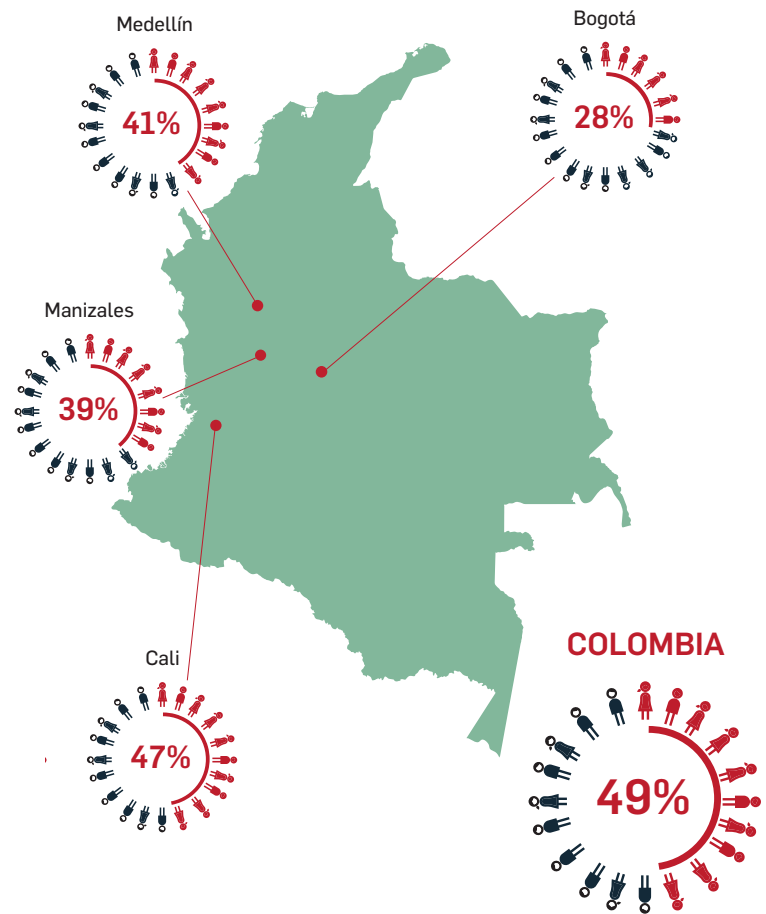 Medellín
41%
Bogotá
28%
Manizales
39%
Cali
47%
COLOMBIA
49%